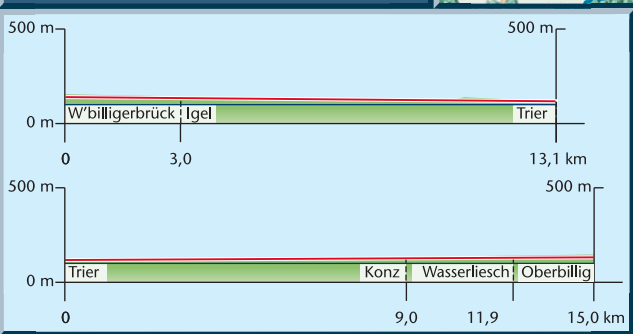 500 m 500 m
W'billigerbrück Igel Trier
0 m
0 3,0 13,1 km
500 m 500 m
Trier Konz Wasserliesch Oberbillig
0 m
0 9,0 11,9 15,0 km